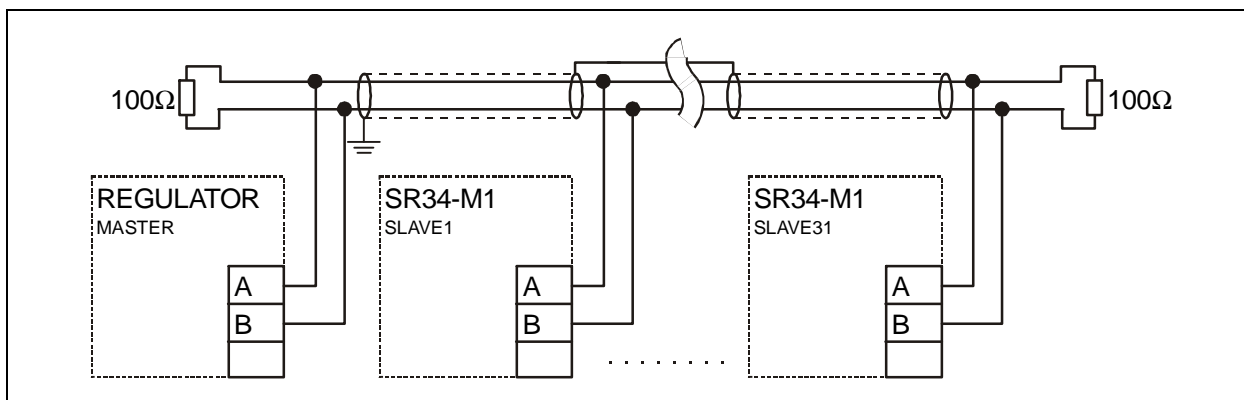 100Ω
100Ω
REGULATOR
MASTER
A
B
SR34-M1
SLAVE1
A
B
. . . . . . . .
SR34-M1
SLAVE31
A
B